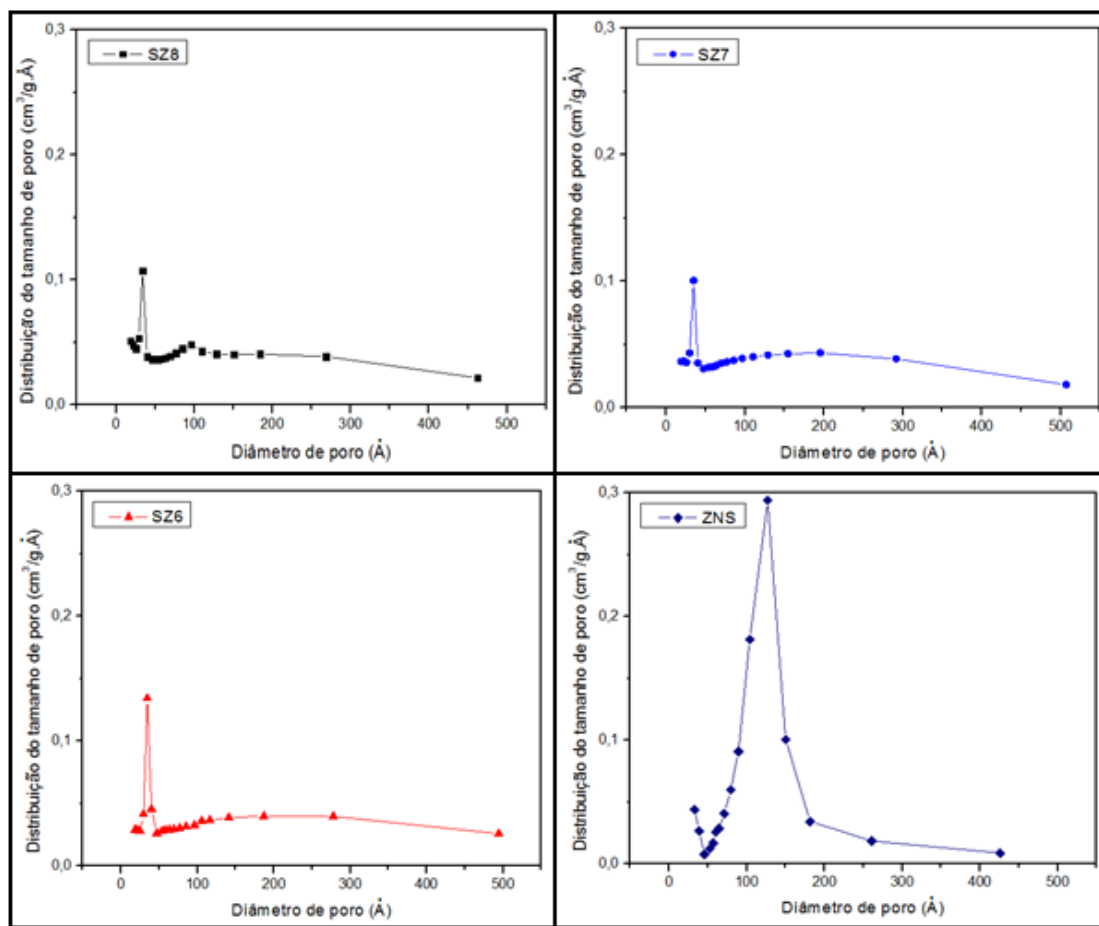 0,3
SZ8
0,2
0,1
0,0
0 100 200 300 400 500
Diâmetro de poro (Å)
Distribuição do tamanho de poro (cm³/g.Å)
0,3
SZ7
0,2
0,1
0,0
0 100 200 300 400 500
Diâmetro de poro (Å)
Distribuição do tamanho de poro (cm³/g.Å)
0,3
SZ6
0,2
0,1
0,0
0 100 200 300 400 500
Diâmetro de poro (Å)
Distribuição do tamanho de poro (cm³/g.Å)
0,3
ZNS
0,2
0,1
0,0
0 100 200 300 400 500
Diâmetro de poro (Å)
Distribuição do tamanho de poro (cm³/g.Å)